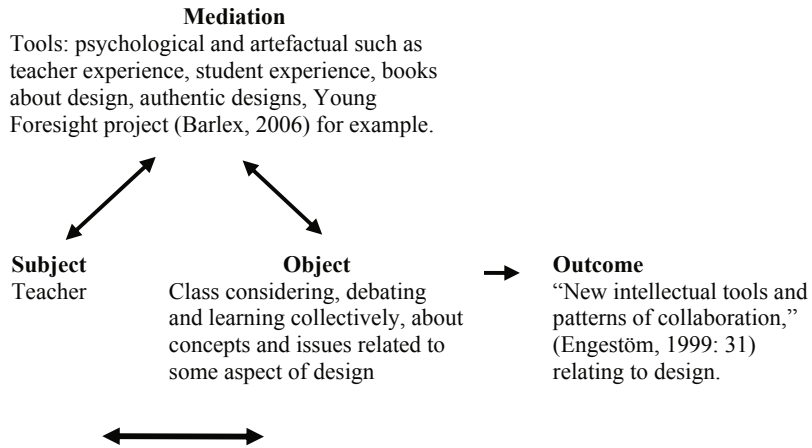 Mediation
Tools: psychological and artefactual such as
teacher experience, student experience, books
about design, authentic designs, Young
Foresight project (Barlex, 2006) for example.
Subject
Teacher
Object
Class considering, debating
and learning collectively, about
concepts and issues related to
some aspect of design
Outcome
“New intellectual tools and
patterns of collaboration,”
(Engestöm, 1999: 31)
relating to design.